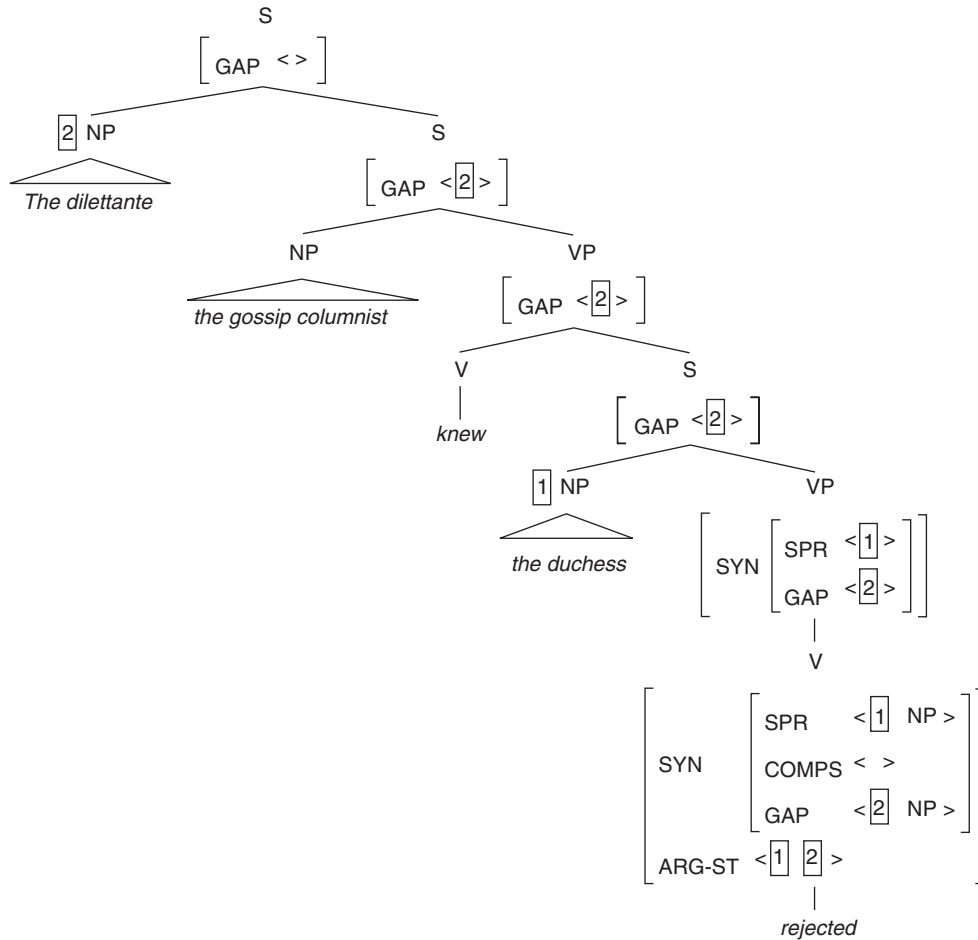 S
[ GAP < > ]
2 NP S
The dilettante
[ GAP < 2 > ]
NP VP
the gossip columnist
[ GAP < 2 > ]
V S
knew
[ GAP < 2 > ]
1 NP VP
the duchess
SPR < 1 >
SYN
GAP < 2 >
V
SPR < 1 NP >
SYN COMPS < >
GAP < 2 NP >
ARG-ST < 1 2 >
rejected